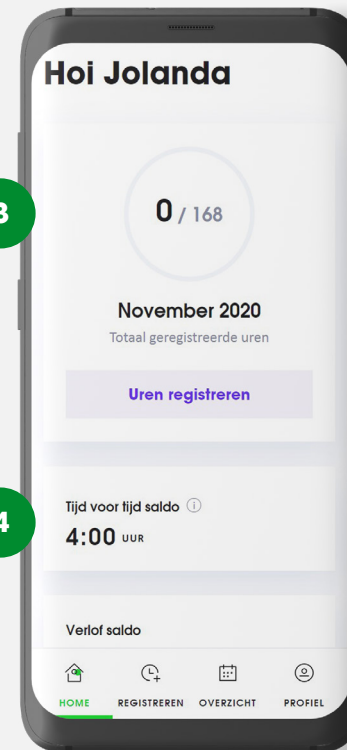 Hoi Jolanda
3
0 / 168
November 2020
Totaal geregistreerde uren
Uren registreren
4
Tijd voor tijd saldo
4:00 UUR
Verlof saldo
HOME REGISTREREN OVERZICHT PROFIEL